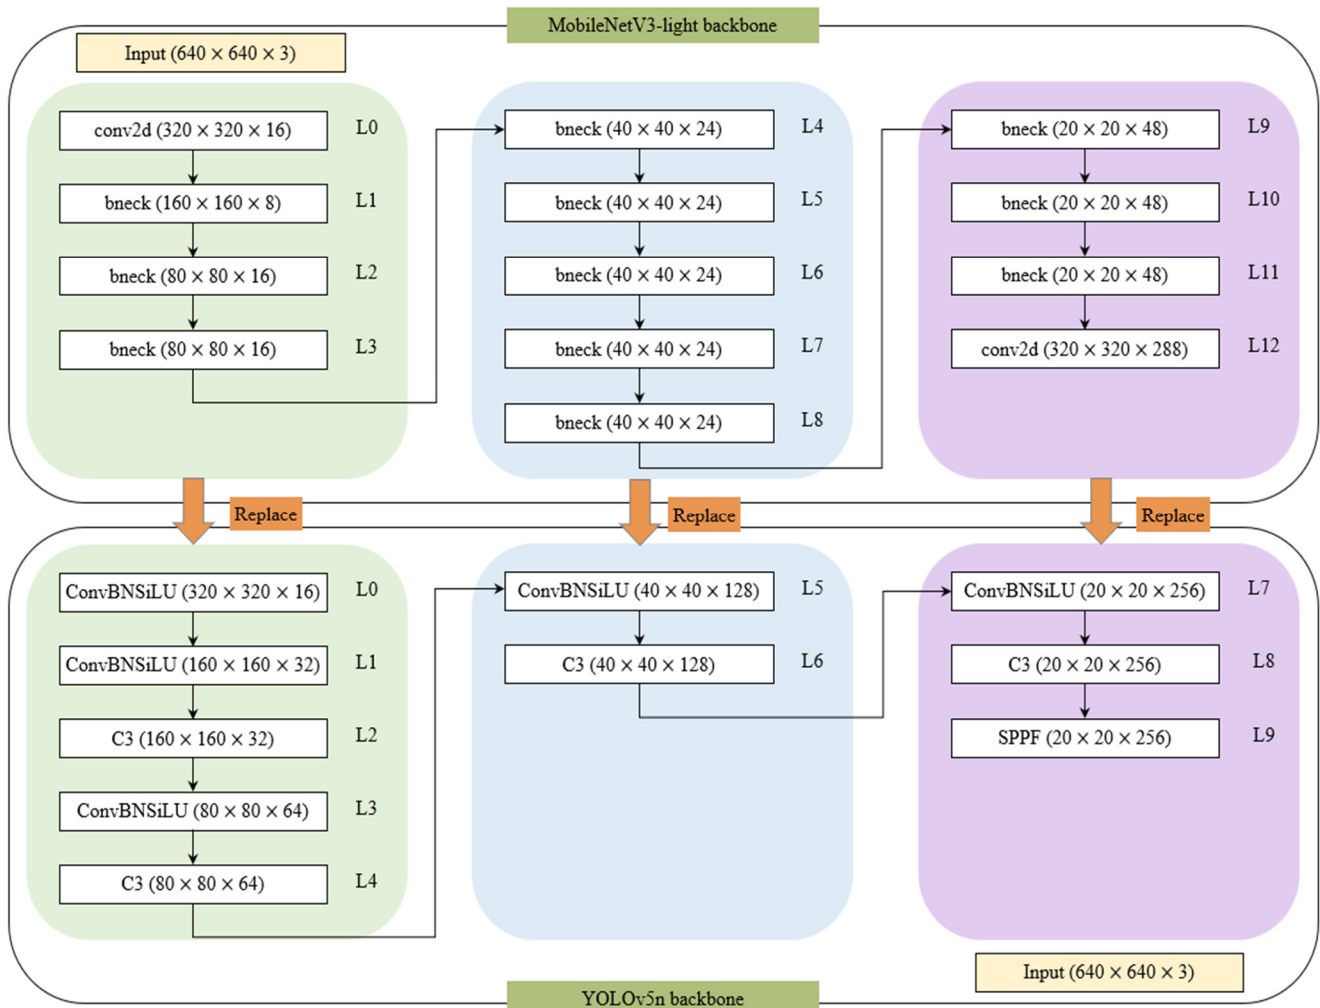 MobileNetV3-light backbone
Input (640 × 640 × 3)
conv2d (320 × 320 × 16) L0
bneck (160 × 160 × 8) L1
bneck (80 × 80 × 16) L2
bneck (80 × 80 × 16) L3
bneck (40 × 40 × 24) L4
bneck (40 × 40 × 24) L5
bneck (40 × 40 × 24) L6
bneck (40 × 40 × 24) L7
bneck (40 × 40 × 24) L8
bneck (20 × 20 × 48) L9
bneck (20 × 20 × 48) L10
bneck (20 × 20 × 48) L11
conv2d (320 × 320 × 288) L12
Replace
Replace
Replace
ConvBNSiLU (320 × 320 × 16) L0
ConvBNSiLU (160 × 160 × 32) L1
C3 (160 × 160 × 32) L2
ConvBNSiLU (80 × 80 × 64) L3
C3 (80 × 80 × 64) L4
ConvBNSiLU (40 × 40 × 128) L5
C3 (40 × 40 × 128) L6
ConvBNSiLU (20 × 20 × 256) L7
C3 (20 × 20 × 256) L8
SPPF (20 × 20 × 256) L9
Input (640 × 640 × 3)
YOLOv5n backbone